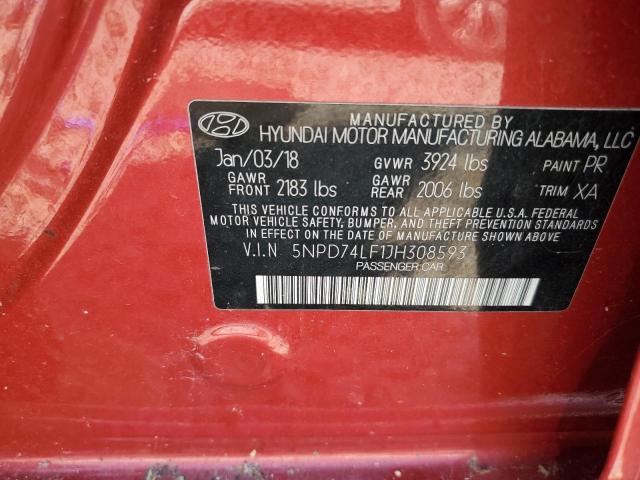 MANUFACTURED BY
HYUNDAI MOTOR MANUFACTURING ALABAMA, LLC
Jan/03/18 GVWR 3924 lbs PAINT PR
GAWR FRONT 2183 lbs GAWR REAR 2006 lbs TRIM XA
THIS VEHICLE CONFORMS TO ALL APPLICABLE U.S.A. FEDERAL
MOTOR VEHICLE SAFETY, BUMPER, AND THEFT PREVENTION STANDARDS
IN EFFECT ON THE DATE OF MANUFACTURE SHOWN ABOVE
V.I.N 5NPD74LF1JH308593
PASSENGER CAR